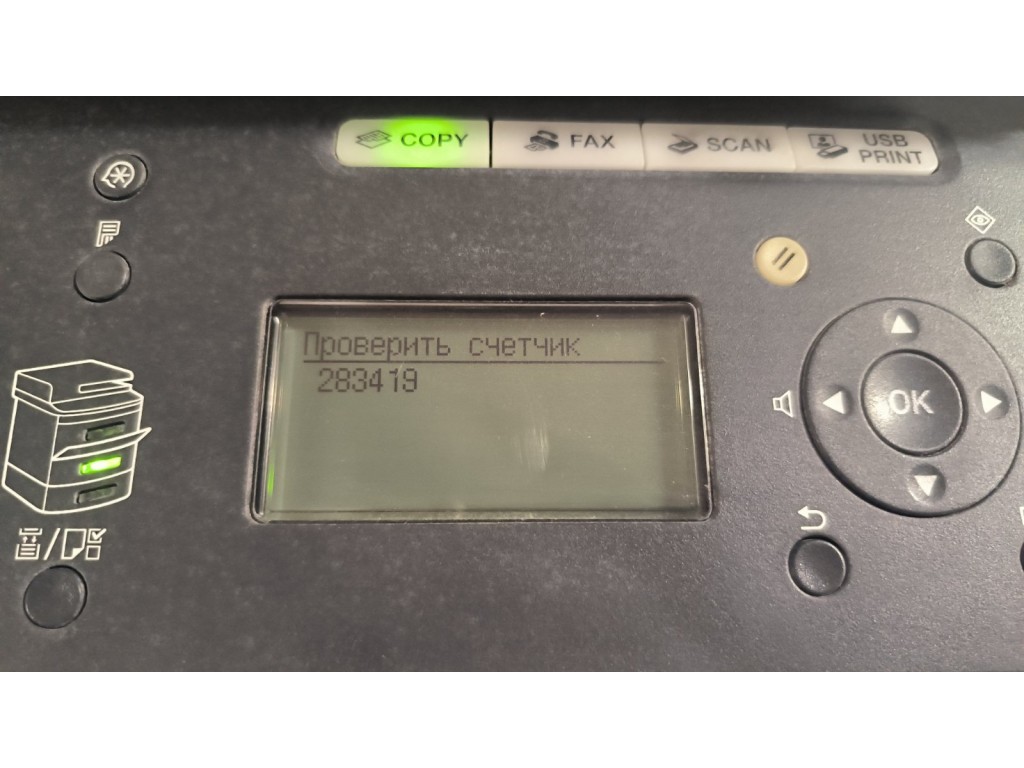 COPY
FAX
SCAN
USB
PRINT
Проверить счетчик
283419
OK